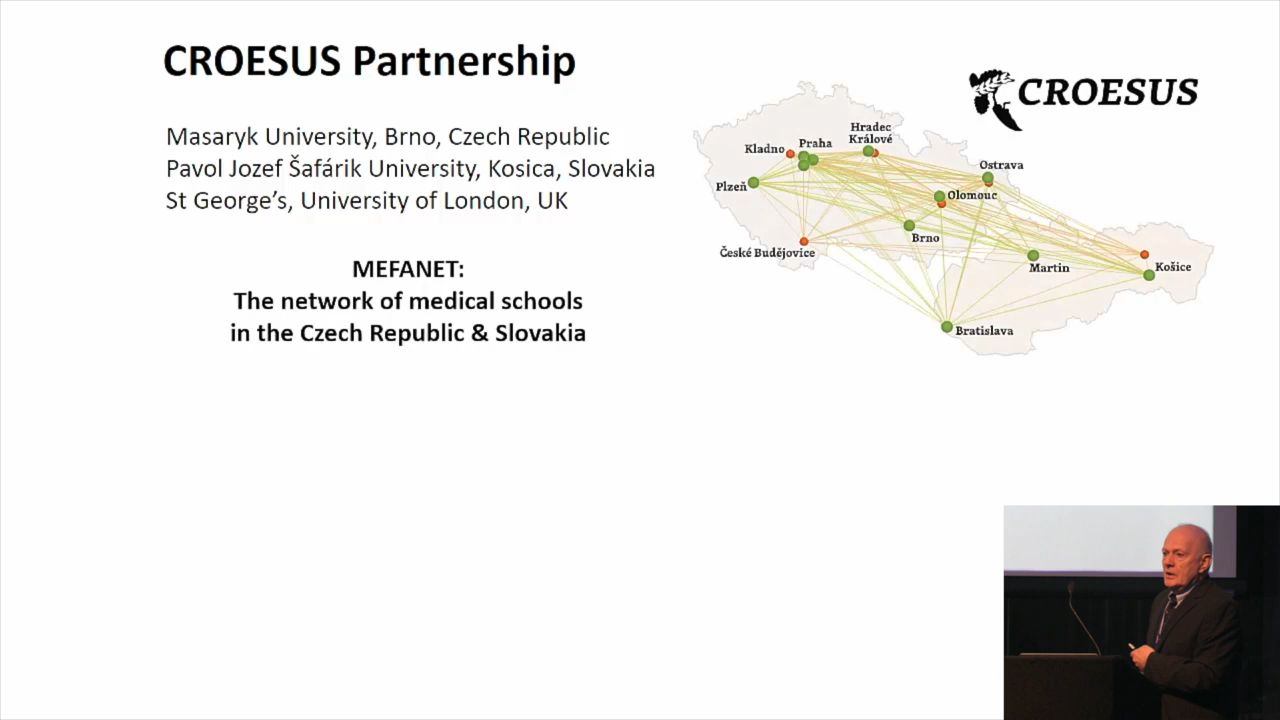 CROESUS Partnership
CROESUS
Masaryk University, Brno, Czech Republic
Pavol Jozef Šafárik University, Kosica, Slovakia
St George’s, University of London, UK
MEFANET:
The network of medical schools
in the Czech Republic & Slovakia
Hradec
Králové
Kladno
Praha
Ostrava
Plzeň
Olomouc
Brno
České Budějovice
Martin
Košice
Bratislava